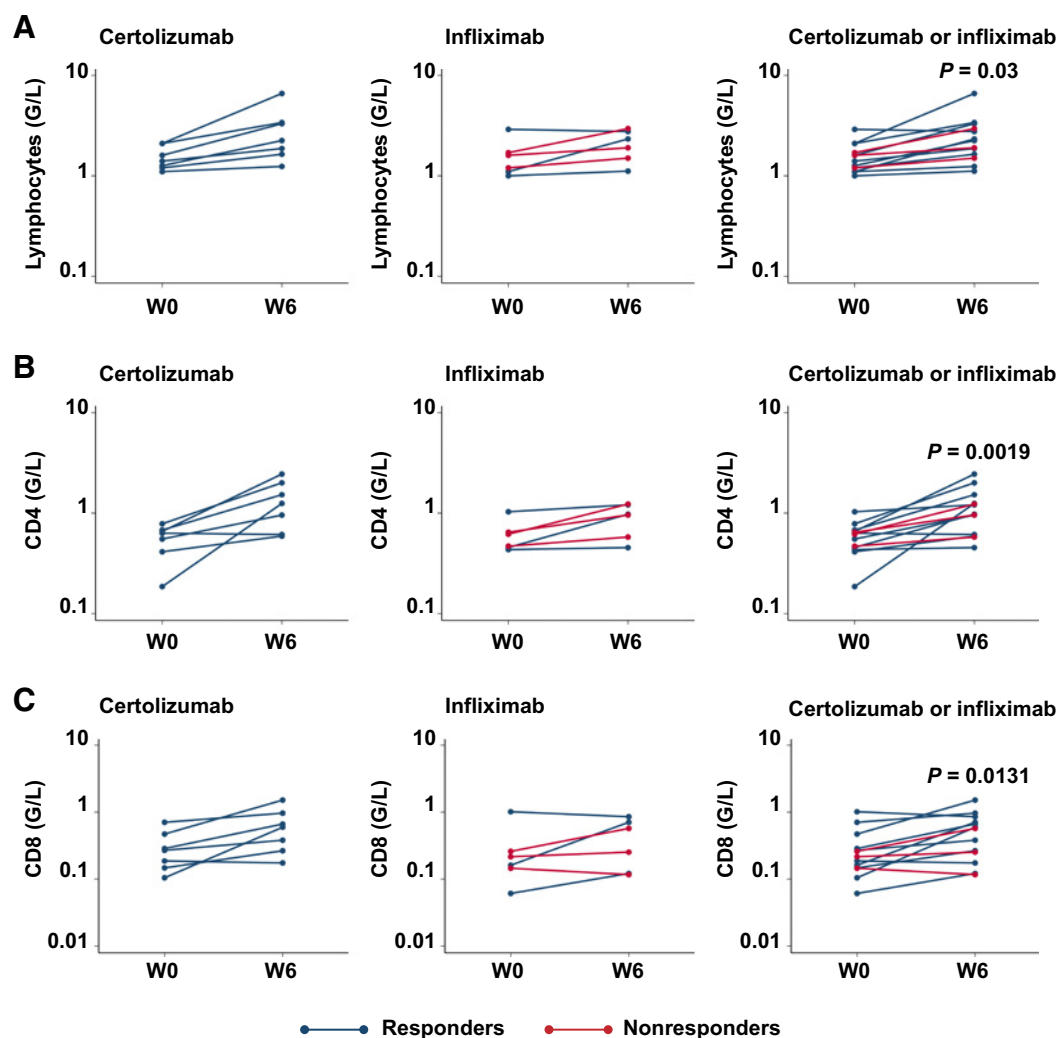 A
Certolizumab
Infliximab
Certolizumab or infliximab
P = 0.03
Lymphocytes (G/L)
10
1
0.1
W0
W6
Lymphocytes (G/L)
10
1
0.1
W0
W6
Lymphocytes (G/L)
10
1
0.1
W0
W6
B
Certolizumab
Infliximab
Certolizumab or infliximab
P = 0.0019
CD4 (G/L)
10
1
0.1
W0
W6
CD4 (G/L)
10
1
0.1
W0
W6
CD4 (G/L)
10
1
0.1
W0
W6
C
Certolizumab
Infliximab
Certolizumab or infliximab
P = 0.0131
CD8 (G/L)
10
1
0.1
0.01
W0
W6
CD8 (G/L)
10
1
0.1
0.01
W0
W6
CD8 (G/L)
10
1
0.1
0.01
W0
W6
Responders
Nonresponders